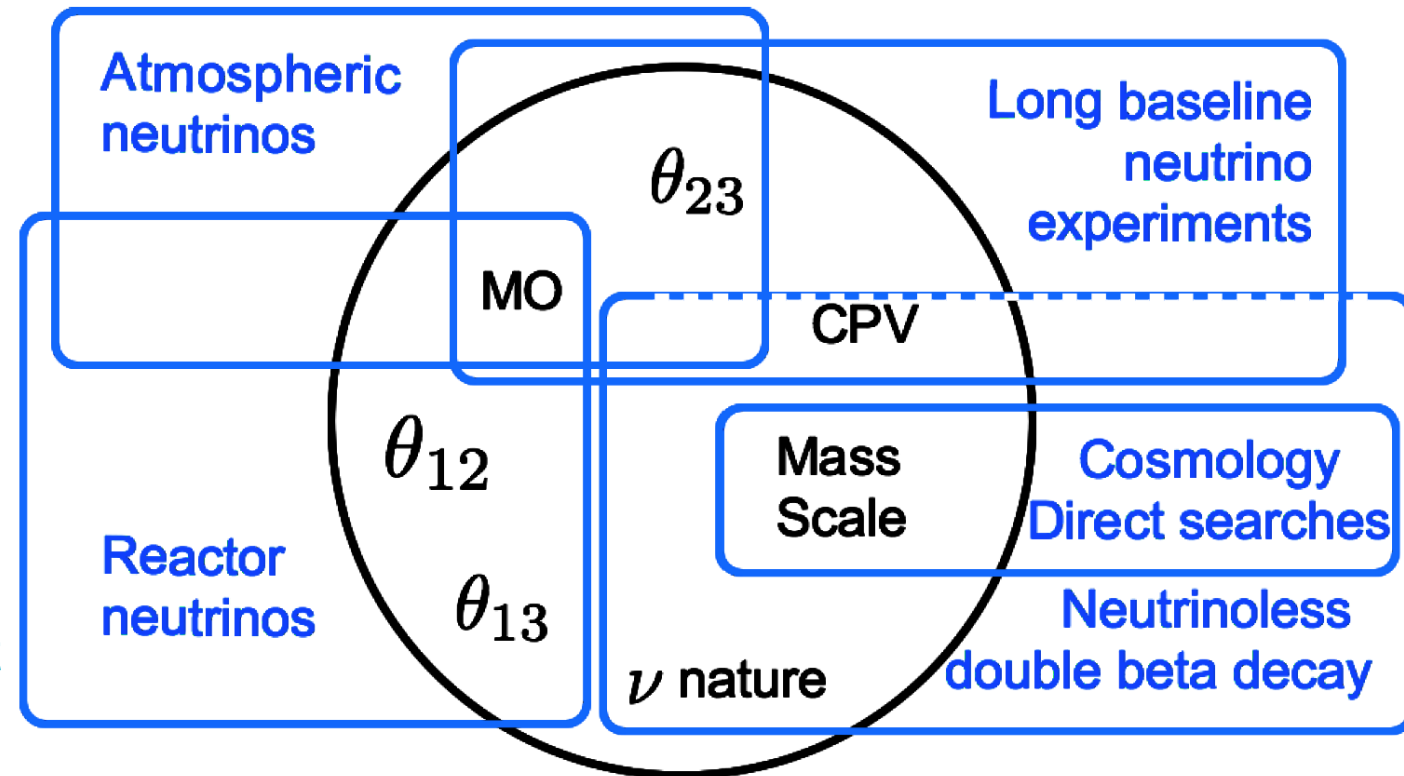 Atmospheric
neutrinos
Long baseline
neutrino
experiments
θ₂₃
MO
CPV
θ₁₂
Mass
Scale
Cosmology
Direct searches
Reactor
neutrinos
θ₁₃
Neutrinoless
double beta decay
ν nature